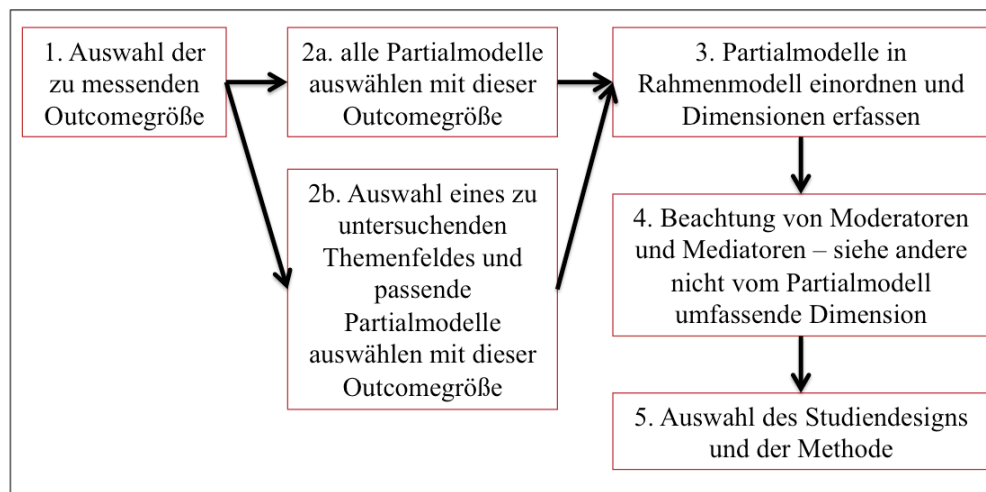 1. Auswahl der
zu messenden
Outcomegröße
2a. alle Partialmodelle
auswählen mit dieser
Outcomegröße
2b. Auswahl eines zu
untersuchenden
Themenfeldes und
passende
Partialmodelle
auswählen mit dieser
Outcomegröße
3. Partialmodelle in
Rahmenmodell einordnen und
Dimensionen erfassen
4. Beachtung von Moderatoren
und Mediatoren – siehe andere
nicht vom Partialmodell
umfassende Dimension
5. Auswahl des Studiendesigns
und der Methode